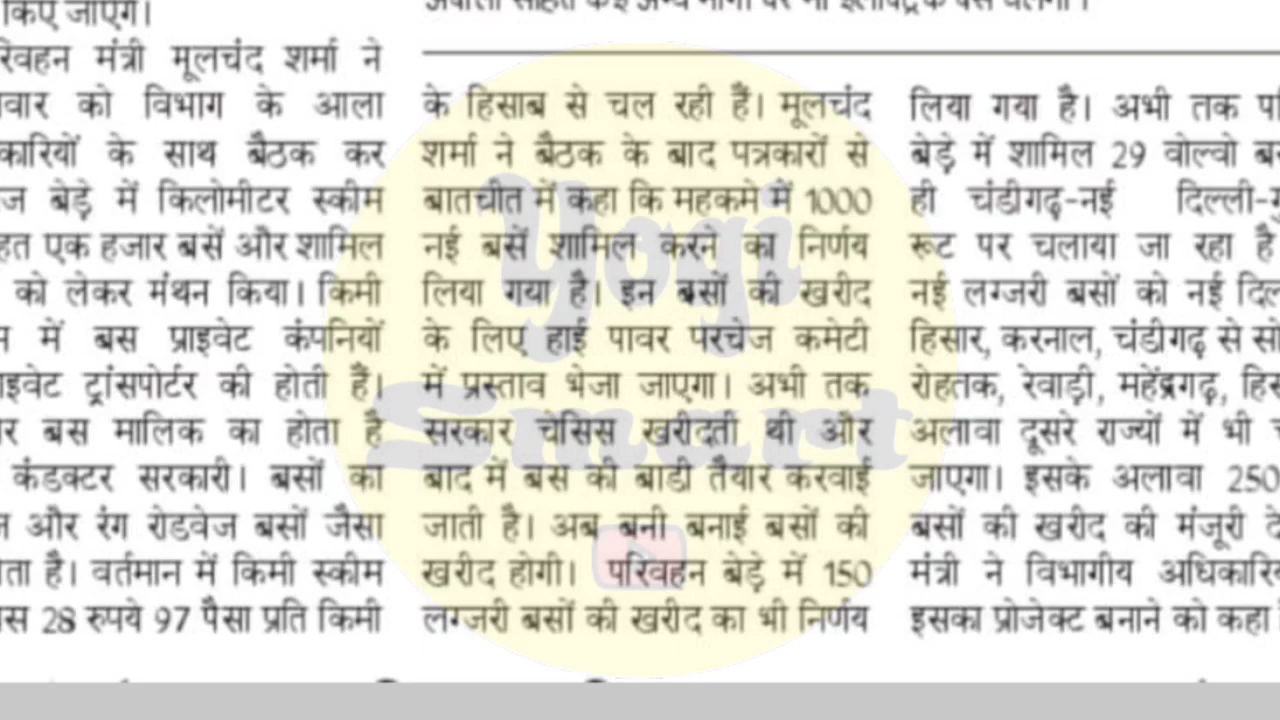 किए जाएंगे।
मंत्री मूलचंद शर्मा ने
को विभाग के आला
के साथ बैठक कर
बेड़े में किलोमीटर स्कीम
एक हजार बसें और शामिल
को लेकर मंथन किया। किमी
में बस प्राइवेट कंपनियों
ट्रांसपोर्टर की होती है।
बस मालिक का होता है
कंडक्टर सरकारी। बसों का
और रंग रोडवेज बसों जैसा
है। वर्तमान में किमी स्कीम
28 रुपये 97 पैसा प्रति किमी
के हिसाब से चल रही हैं। मूलचंद
शर्मा ने बैठक के बाद पत्रकारों से
बातचीत में कहा कि महकमे में 1000
नई बसें शामिल करने का निर्णय
लिया गया है। इन बसों की खरीद
के लिए हाई पावर परचेज कमेटी
में प्रस्ताव भेजा जाएगा। अभी तक
सरकार चेसिस खरीदती थी और
बाद में बस की बाडी तैयार करवाई
जाती है। अब बनी बनाई बसों की
खरीद होगी। परिवहन बेड़े में 150
लग्जरी बसों की खरीद का भी निर्णय
लिया गया है। अभी तक
बेड़े में शामिल 29 वोल्वो
ही चंडीगढ़-नई दिल्ली-
रूट पर चलाया जा रहा है
नई लग्जरी बसों को नई
हिसार, करनाल, चंडीगढ़ से
रोहतक, रेवाड़ी, महेंद्रगढ़,
अलावा दूसरे राज्यों में भी
जाएगा। इसके अलावा 250
बसों की खरीद की मंजूरी
मंत्री ने विभागीय
इसका प्रोजेक्ट बनाने को कहा
Yogi
Smart